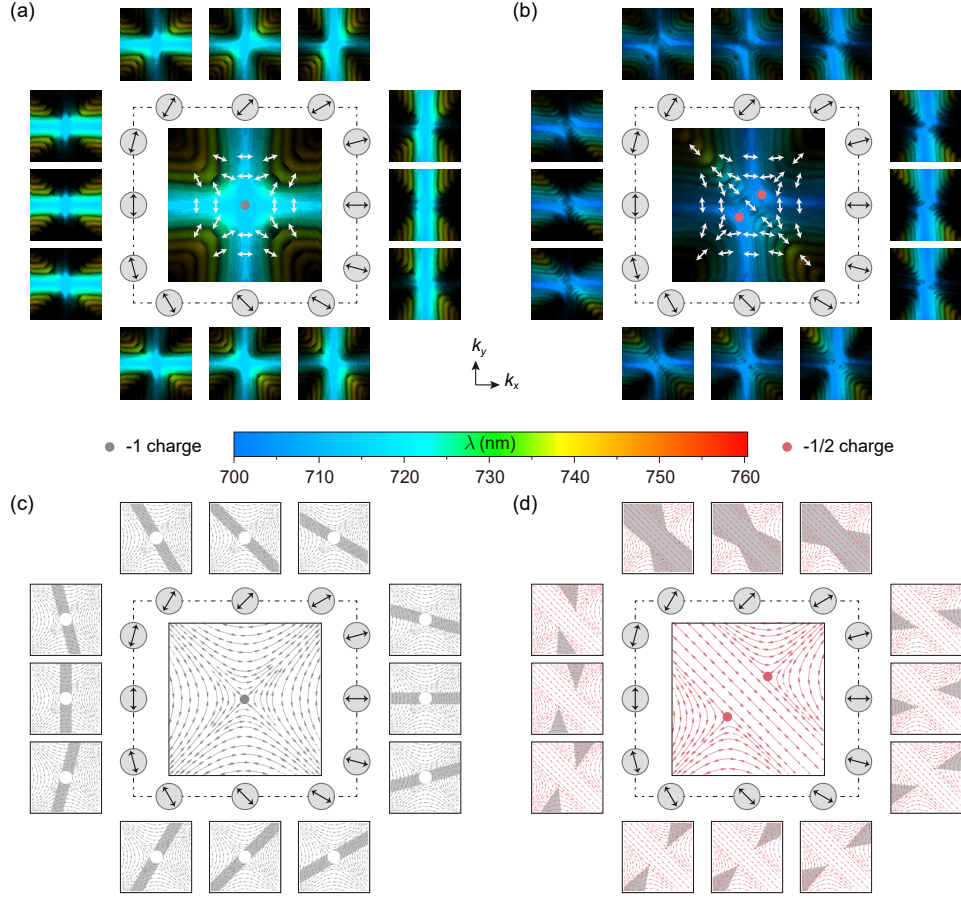 (a)
(b)
k_y
k_x
-1 charge
λ (nm)
-1/2 charge
700 710 720 730 740 750 760
(c)
(d)